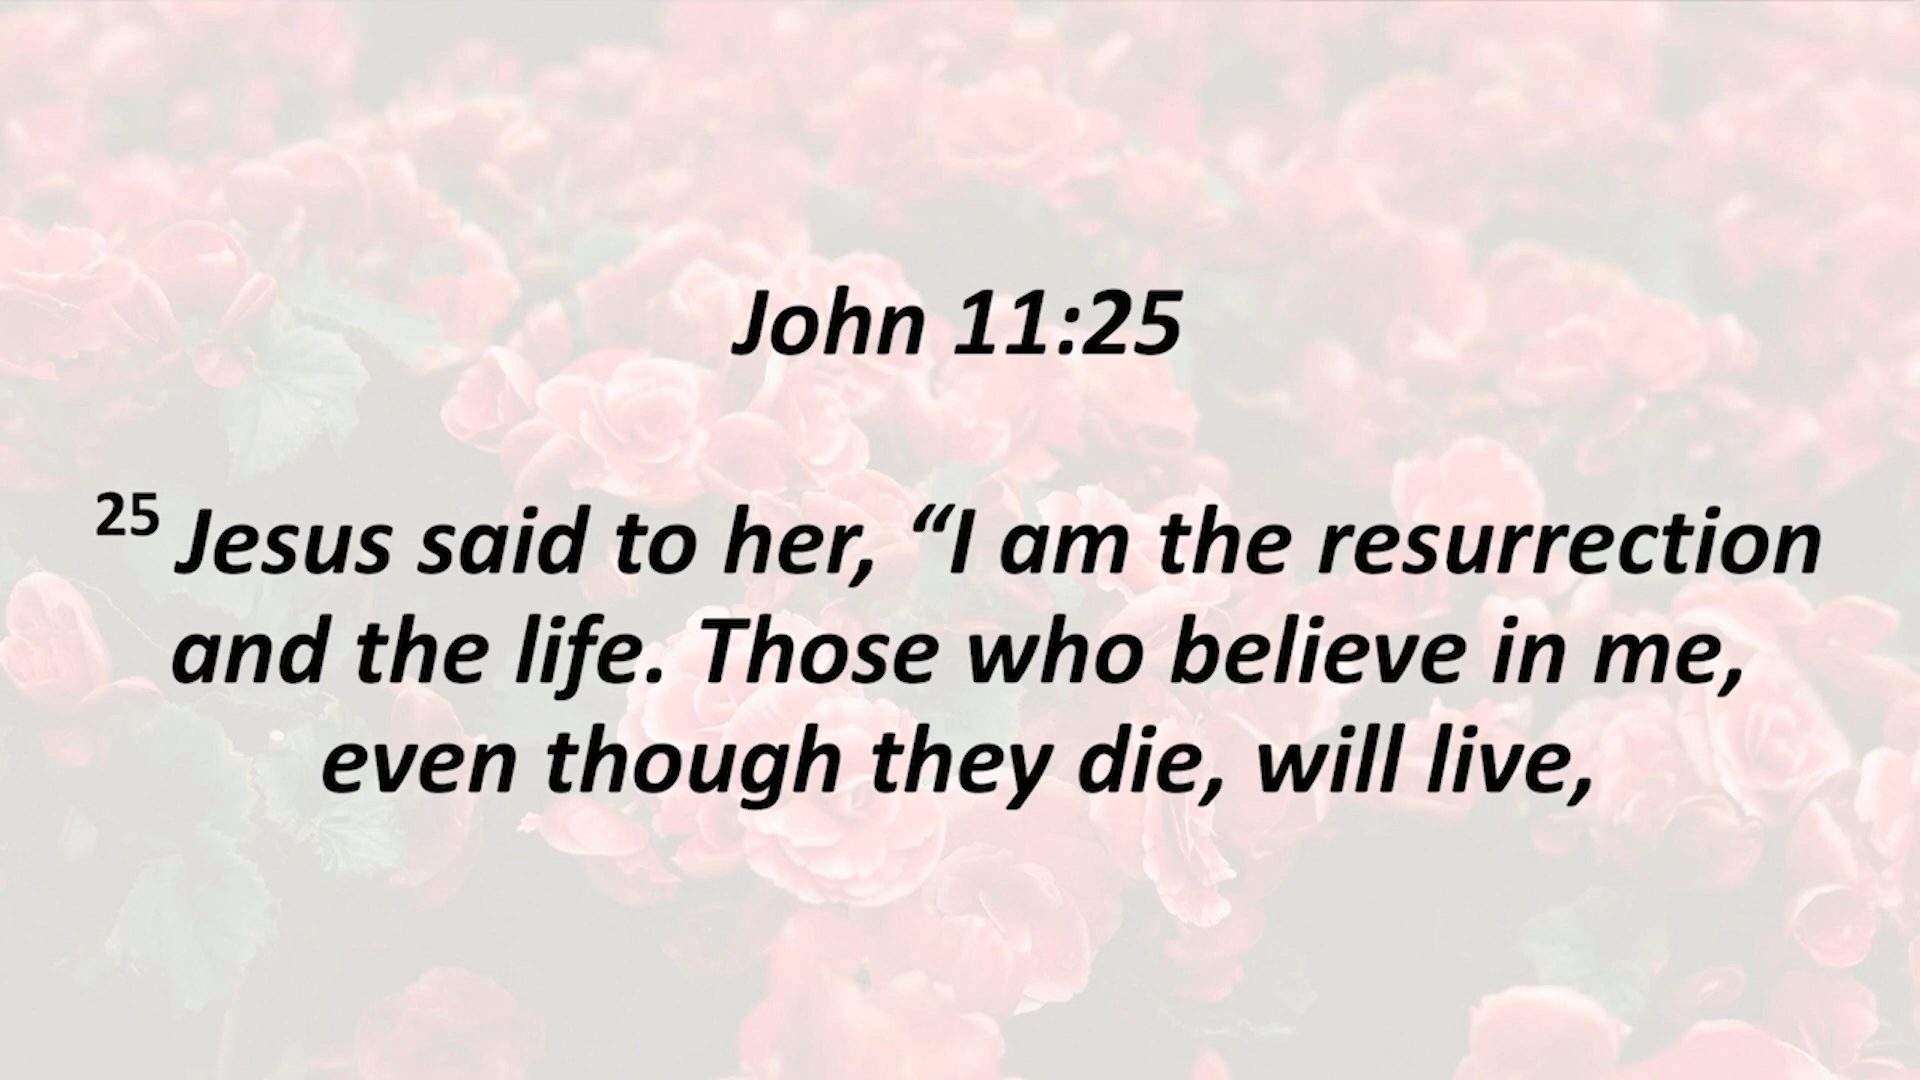 John 11:25
25 Jesus said to her, “I am the resurrection
and the life. Those who believe in me,
even though they die, will live,